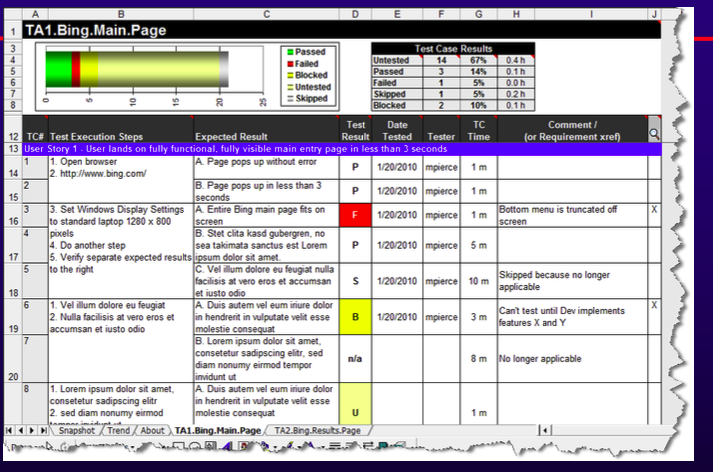 A B C D E F G H I J
1 TA1.Bing.Main.Page
3 Passed Test Case Results
4 Failed Untested 14 67% 0.4 h
5 Blocked Passed 3 14% 0.1 h
6 Untested Failed 1 5% 0.0 h
7 Skipped Skipped 1 5% 0.2 h
8 Blocked 2 10% 0.1 h
0 5 10 15 20 25
Test Date TC Comment /
12 TC# Test Execution Steps Expected Result Result Tested Tester Time (or Requirement xref)
13 User Story 1 - User lands on fully functional, fully visible main entry page in less than 3 seconds
1 1. Open browser A. Page pops up without error
14 2. http://www.bing.com/ P 1/20/2010 mpierce 1 m
2 B. Page pops up in less than 3
15 seconds P 1/20/2010 mpierce 1 m
3 3. Set Windows Display Settings A. Entire Bing main page fits on Bottom menu is truncated off X
16 to standard laptop 1280 x 800 screen F 1/20/2010 mpierce 1 m screen
4 pixels B. Stet clita kasd gubergren, no
4. Do another step sea takimata sanctus est Lorem P 1/20/2010 mpierce 5 m
17 5. Verify separate expected results ipsum dolor sit amet.
5 to the right C. Vel illum dolore eu feugiat nulla
facilisis at vero eros et accumsan S 1/20/2010 mpierce 10 m Skipped because no longer
18 et iusto odio applicable
6 1. Vel illum dolore eu feugiat A. Duis autem vel eum iriure dolor X
2. Nulla facilisis at vero eros et in hendrerit in vulputate velit esse B 1/20/2010 mpierce 3 m Can't test until Dev implements
19 accumsan et iusto odio molestie consequat features X and Y
7 B. Lorem ipsum dolor sit amet,
consetetur sadipscing elitr, sed n/a 8 m No longer applicable
diam nonumy eirmod tempor
20 invidunt ut
8 1. Lorem ipsum dolor sit amet, A. Duis autem vel eum iriure dolor
consetetur sadipscing elitr in hendrerit in vulputate velit esse
2. sed diam nonumy eirmod molestie consequat U 1 m
Snapshot Trend About TA1.Bing.Main.Page TA2.Bing.Results.Page